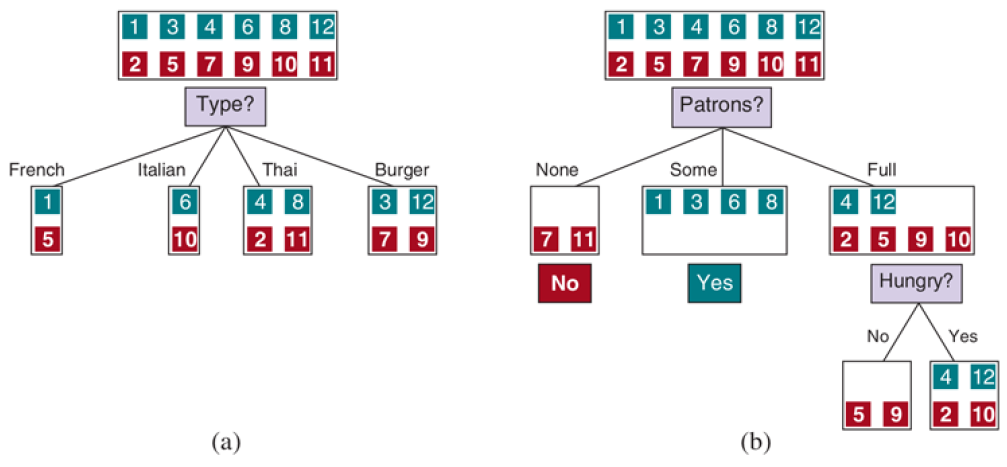 1 3 4 6 8 12
2 5 7 9 10 11
Type?
French Italian Thai Burger
1 6 4 8 3 12
5 10 2 11 7 9
(a)
1 3 4 6 8 12
2 5 7 9 10 11
Patrons?
None Some Full
1 3 6 8 4 12
7 11 2 5 9 10
No Yes Hungry?
No Yes
4 12
5 9 2 10
(b)